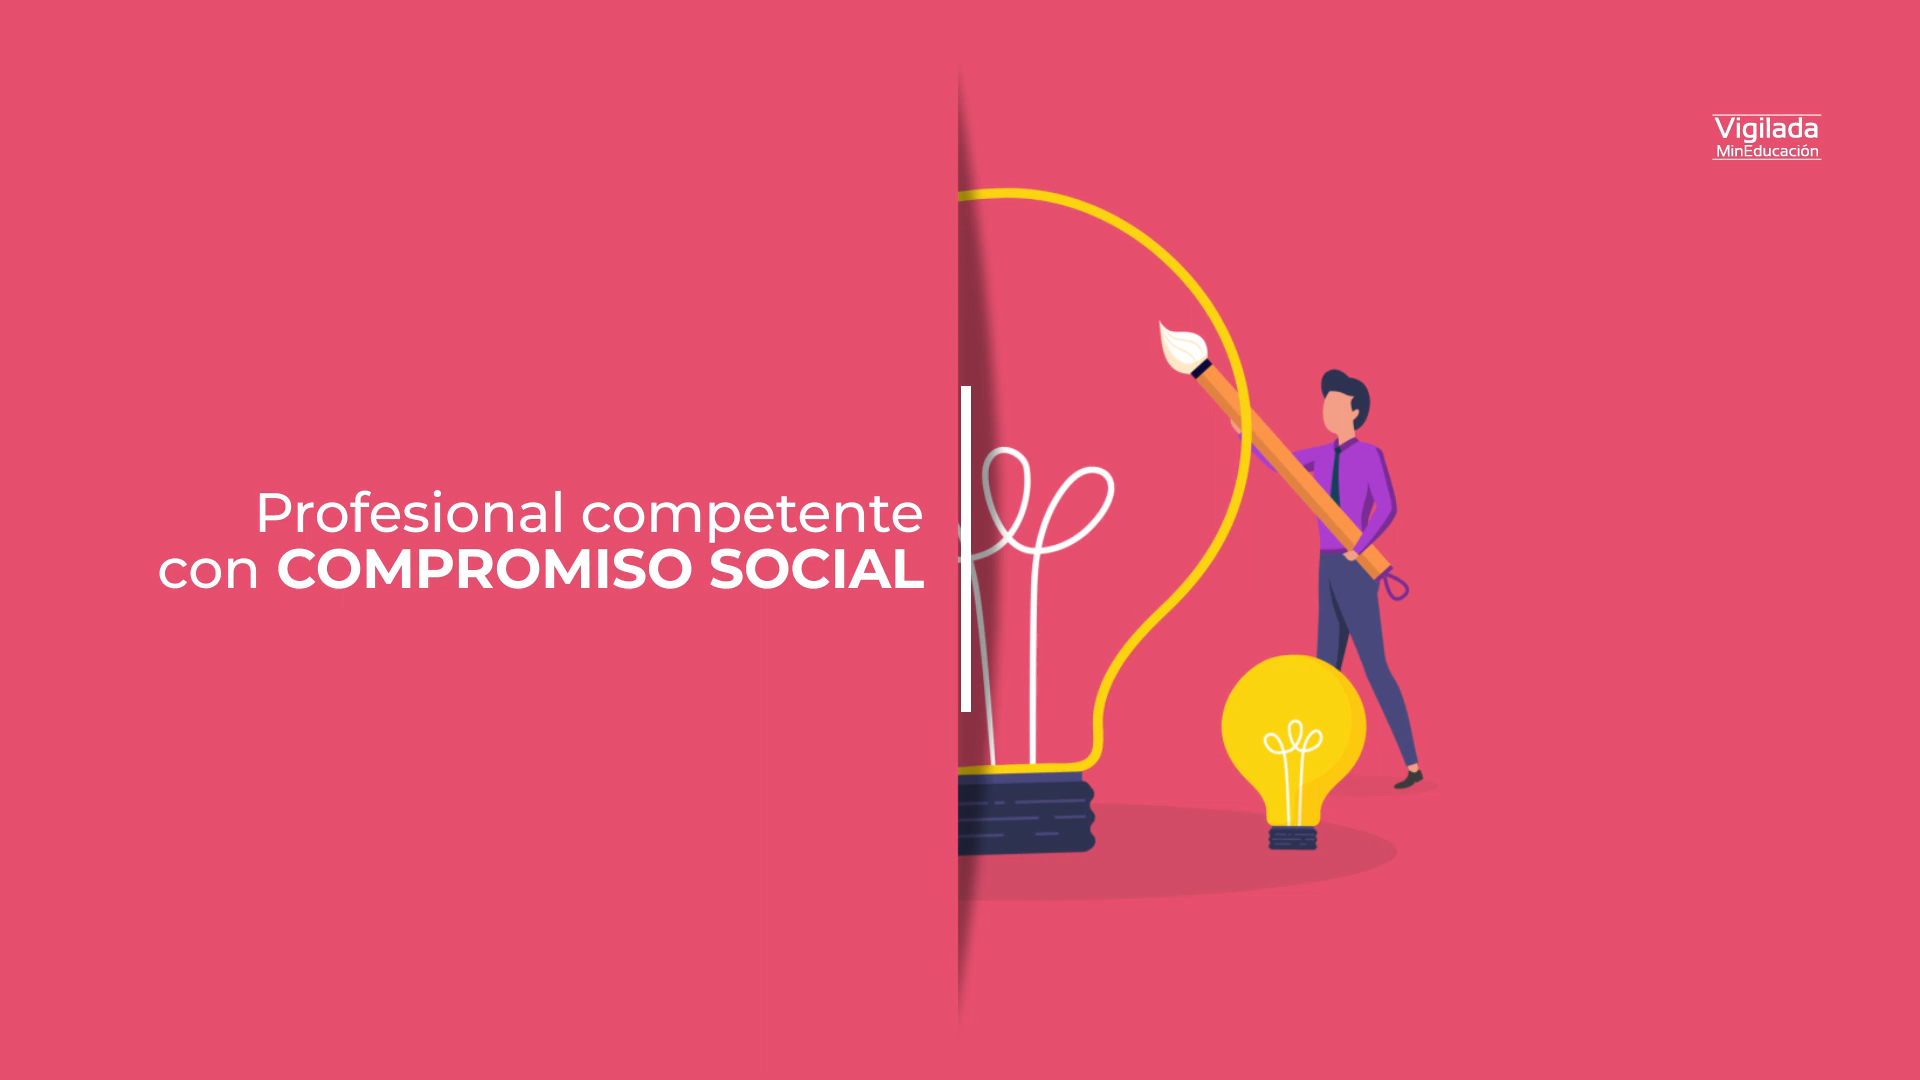 Vigilada
MinEducación
Profesional competente
con COMPROMISO SOCIAL